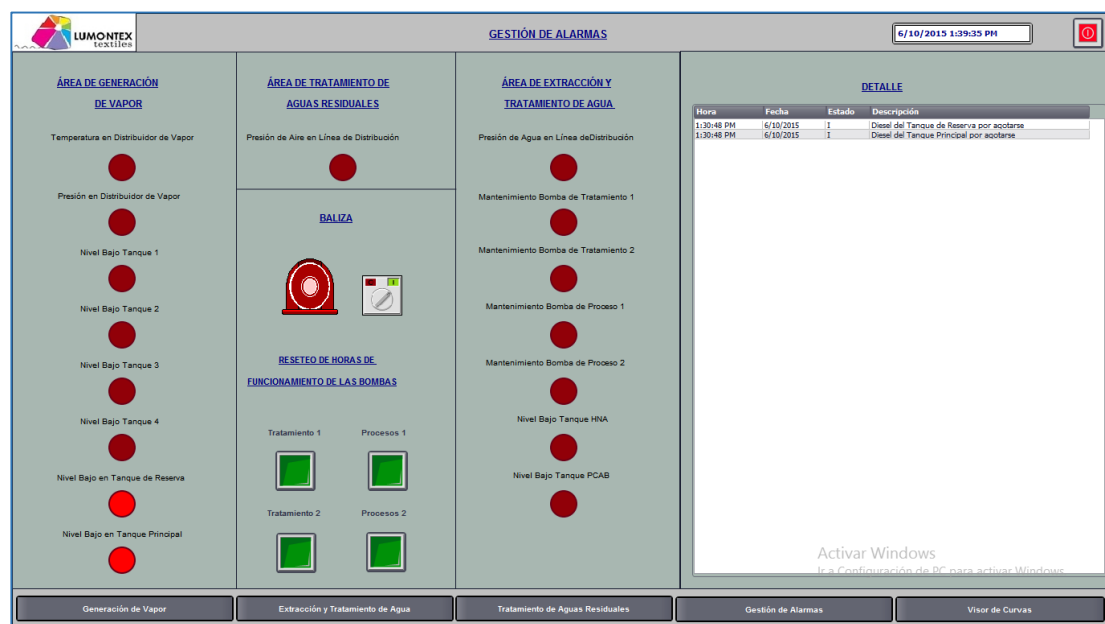 LUMONTEX
textiles
GESTIÓN DE ALARMAS
6/10/2015 1:39:35 PM
ÁREA DE GENERACIÓN
DE VAPOR
Temperatura en Distribuidor de Vapor
Presión en Distribuidor de Vapor
Nivel Bajo Tanque 1
Nivel Bajo Tanque 2
Nivel Bajo Tanque 3
Nivel Bajo Tanque 4
Nivel Bajo en Tanque de Reserva
Nivel Bajo en Tanque Principal
ÁREA DE TRATAMIENTO DE
AGUAS RESIDUALES
Presión de Aire en Línea de Distribución
BALIZA
RESETEO DE HORAS DE
FUNCIONAMIENTO DE LAS BOMBAS
Tratamiento 1 Procesos 1
Tratamiento 2 Procesos 2
ÁREA DE EXTRACCIÓN Y
TRATAMIENTO DE AGUA
Presión de Agua en Línea deDistribución
Mantenimiento Bomba de Tratamiento 1
Mantenimiento Bomba de Tratamiento 2
Mantenimiento Bomba de Proceso 1
Mantenimiento Bomba de Proceso 2
Nivel Bajo Tanque HNA
Nivel Bajo Tanque PCAB
DETALLE
Hora Fecha Estado Descripción
1:30:48 PM 6/10/2015 I Diesel del Tanque de Reserva por agotarse
1:30:48 PM 6/10/2015 I Diesel del Tanque Principal por agotarse
Activar Windows
Ir a Configuración de PC para activar Windows
Generación de Vapor Extracción y Tratamiento de Agua Tratamiento de Aguas Residuales Gestión de Alarmas Visor de Curvas